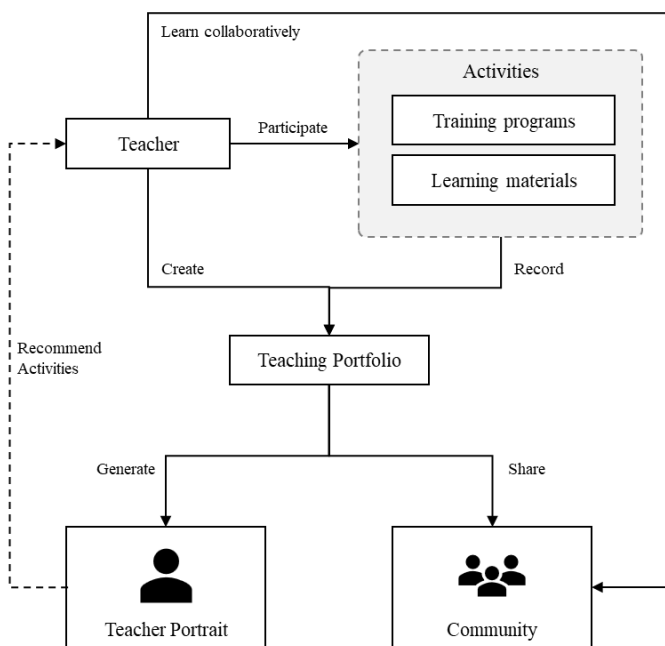 Learn collaboratively
Activities
Training programs
Participate
Teacher
Learning materials
Create
Record
Recommend
Activities
Teaching Portfolio
Generate
Share
Teacher Portrait
Community